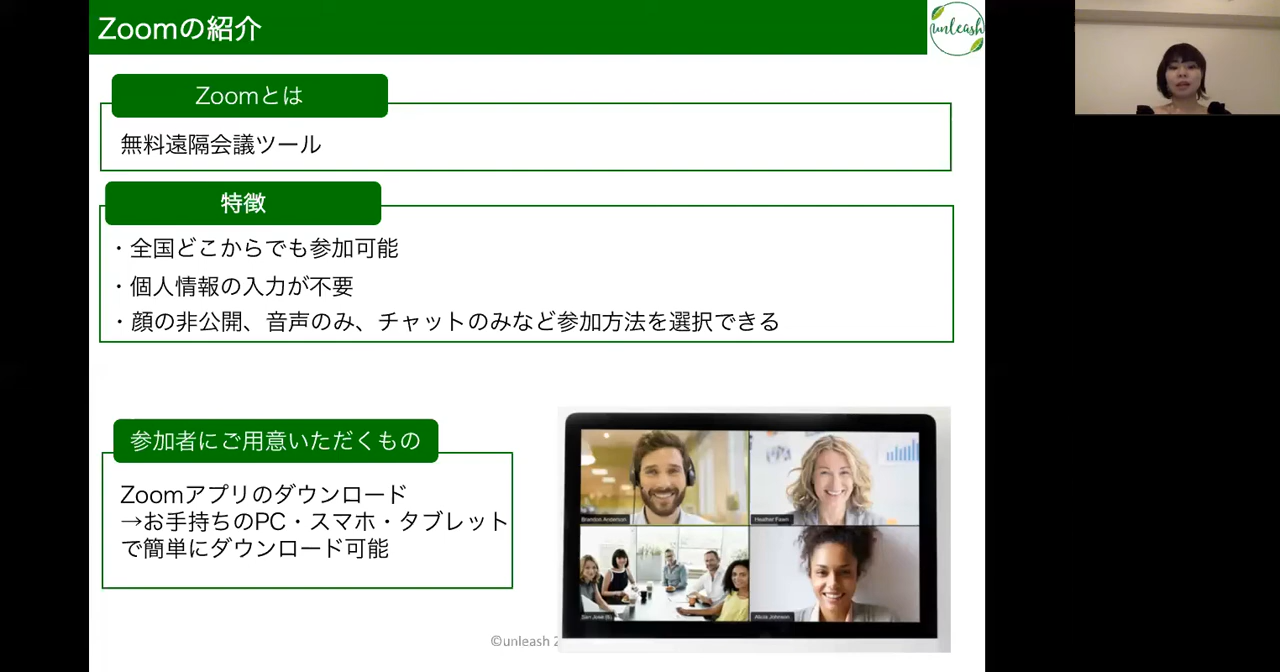 Zoomの紹介
unleash
Zoomとは
無料遠隔会議ツール
特徴
・全国どこからでも参加可能
・個人情報の入力が不要
・顔の非公開、音声のみ、チャットのみなど参加方法を選択できる
参加者にご用意いただくもの
Zoomアプリのダウンロード
→お手持ちのPC・スマホ・タブレット
で簡単にダウンロード可能
Brandon Anderson
Heather Fawn
Alicia Johnson
©unleash